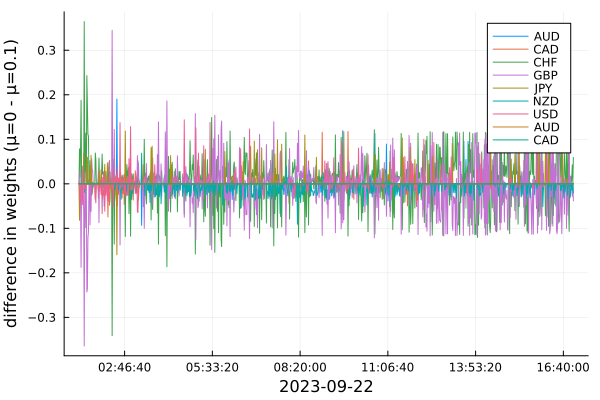 difference in weights (μ=0 - μ=0.1)
0.3
0.2
0.1
0.0
−0.1
−0.2
−0.3
AUD
CAD
CHF
GBP
JPY
NZD
USD
AUD
CAD
02:46:40 05:33:20 08:20:00 11:06:40 13:53:20 16:40:00
2023-09-22